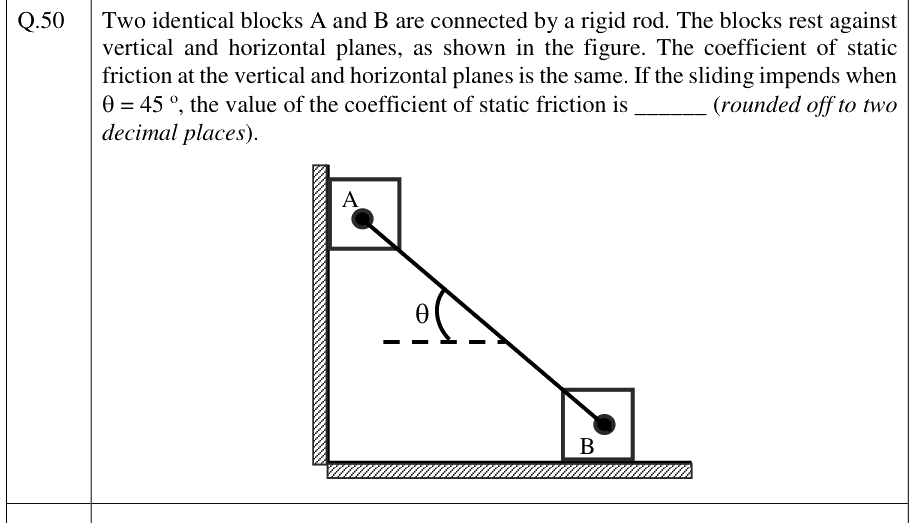 Q.50
Two identical blocks A and B are connected by a rigid rod. The blocks rest against
vertical and horizontal planes, as shown in the figure. The coefficient of static
friction at the vertical and horizontal planes is the same. If the sliding impends when
θ = 45 º, the value of the coefficient of static friction is ______ (rounded off to two
decimal places).
A
θ
B